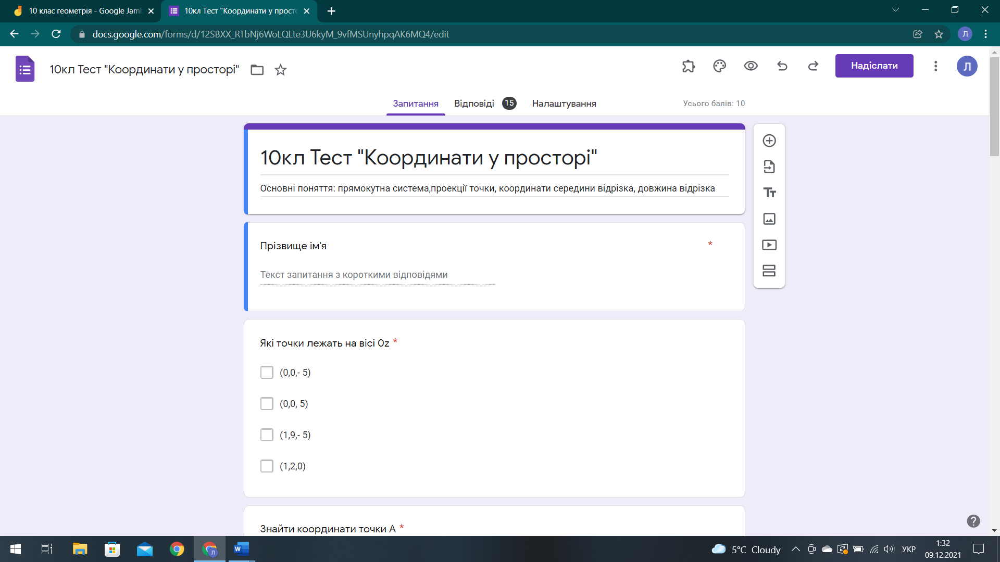 10 клас геометрія - Google Jamb
10кл Тест "Координати у просто
docs.google.com/forms/d/12SBXX_RTbNj6WoLQLte3U6kyM_9vfMSUnyhpqAK6MQ4/edit
Л
10кл Тест "Координати у просторі"
Надіслати
Л
Запитання
Відповіді 15
Налаштування
Усього балів: 10
10кл Тест "Координати у просторі"
Основні поняття: прямокутна система,проекції точки, координати середини відрізка, довжина відрізка
Прізвище ім'я *
Текст запитання з короткими відповідями
Які точки лежать на вісі 0z *
(0,0,- 5)
(0,0, 5)
(1,9,- 5)
(1,2,0)
Знайти координати точки А *
5°C Cloudy
УКР
1:32
09.12.2021